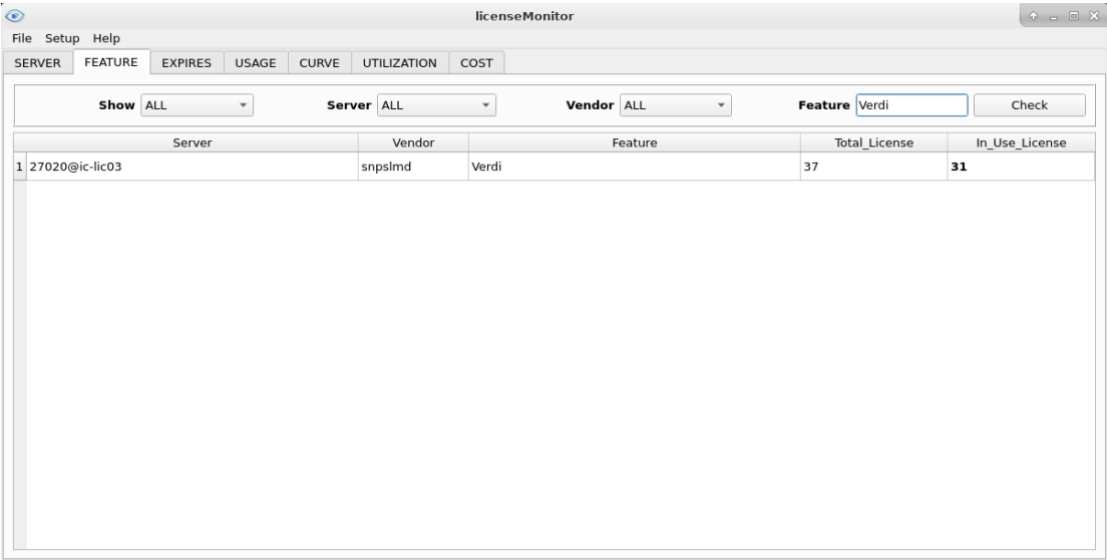 licenseMonitor
File Setup Help
SERVER FEATURE EXPIRES USAGE CURVE UTILIZATION COST
Show ALL Server ALL Vendor ALL Feature Verdi Check
Server Vendor Feature Total_License In_Use_License
1 27020@ic-lic03 snpslmd Verdi 37 31